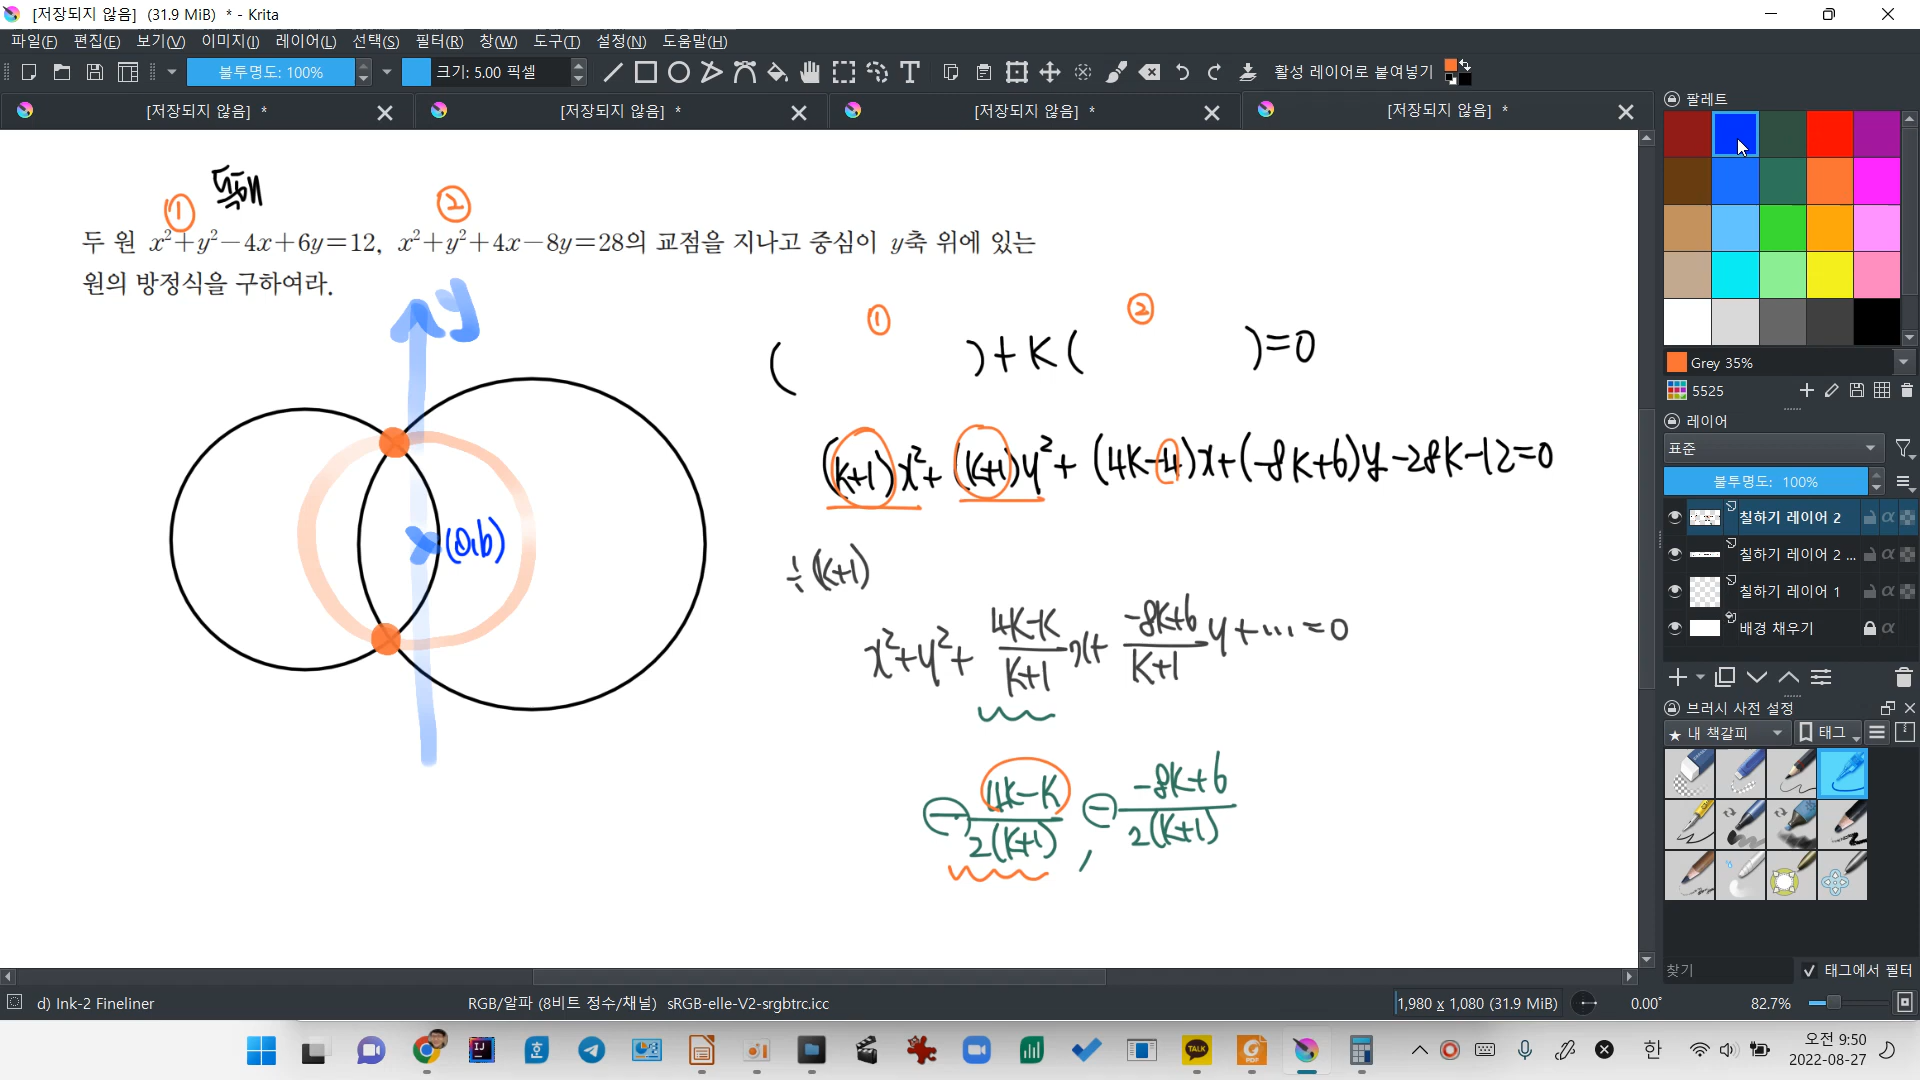 [저장되지 않음] (31.9 MiB) * - Krita
파일(F) 편집(E) 보기(V) 이미지(I) 레이어(L) 선택(S) 필터(R) 창(W) 도구(T) 설정(N) 도움말(H)
불투명도: 100% 크기: 5.00 픽셀 활성 레이어로 붙여넣기
[저장되지 않음] * [저장되지 않음] * [저장되지 않음] * [저장되지 않음] *
① ②
두 원 x²+y²−4x+6y=12, x²+y²+4x−8y=28의 교점을 지나고 중심이 y축 위에 있는
원의 방정식을 구하여라.
y
① ②
( )+K( )=0
(K+1)x²+(K+1)y²+(4K-4)x+(-8K+6)y-28K-12=0
(0,b)
÷(K+1)
x²+y²+ 4K-K/K+1 x+ -8K+6/K+1 y+...=0
- 4K-K/2(K+1) , - -8K+6/2(K+1)
팔레트
Grey 35%
5525
레이어
표준
불투명도: 100%
칠하기 레이어 2
칠하기 레이어 2 ...
칠하기 레이어 1
배경 채우기
브러시 사전 설정
★ 내 책갈피 태그
찾기 태그에서 필터
d) Ink-2 Fineliner RGB/알파 (8비트 정수/채널) sRGB-elle-V2-srgbtrc.icc 1,980 x 1,080 (31.9 MiB) 0.00° 82.7%
IJ TALK PDF 한 오전 9:50
2022-08-27